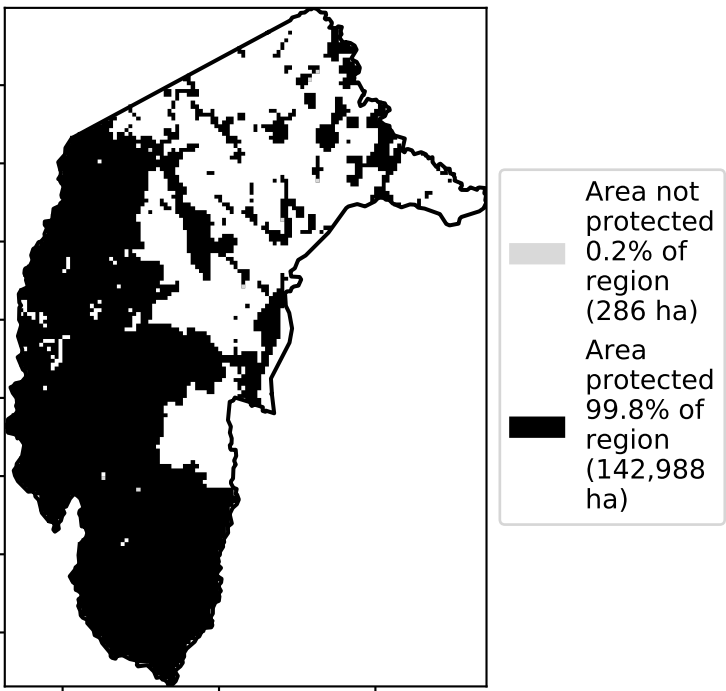 Area not
protected
0.2% of
region
(286 ha)
Area
protected
99.8% of
region
(142,988
ha)